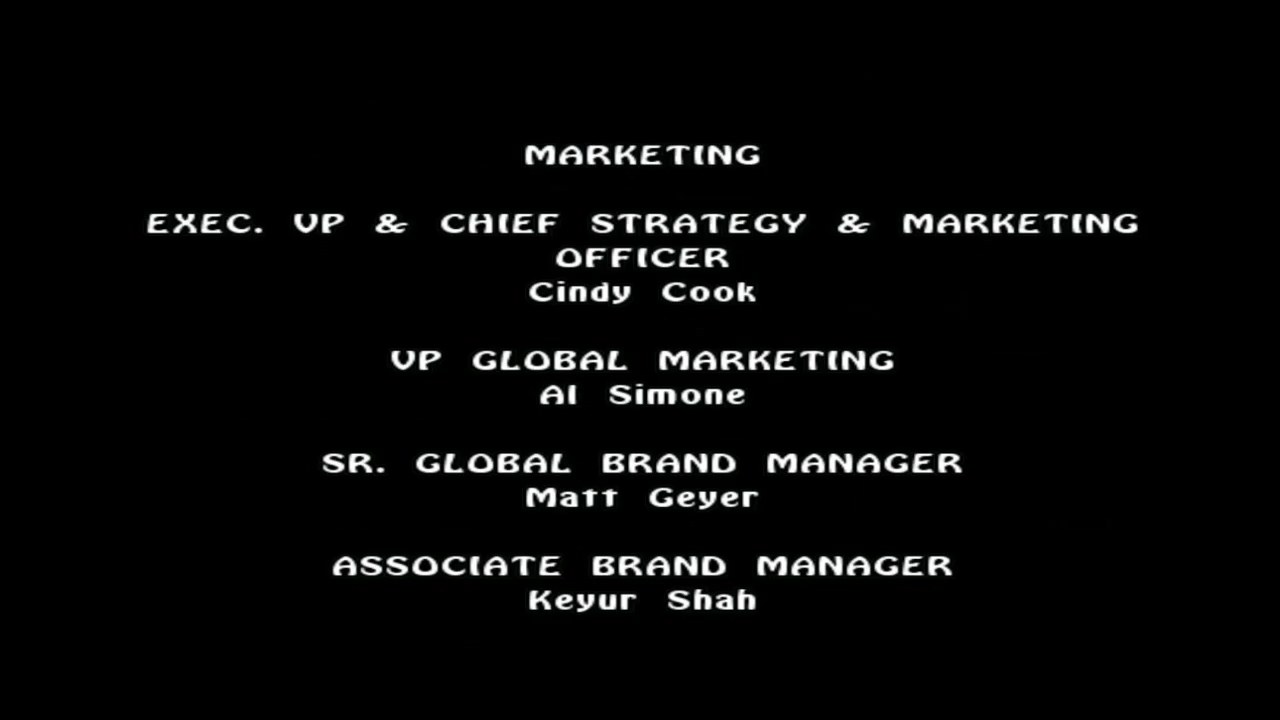 MARKETING
EXEC. VP & CHIEF STRATEGY & MARKETING
OFFICER
Cindy Cook
VP GLOBAL MARKETING
Al Simone
SR. GLOBAL BRAND MANAGER
Matt Geyer
ASSOCIATE BRAND MANAGER
Keyur Shah